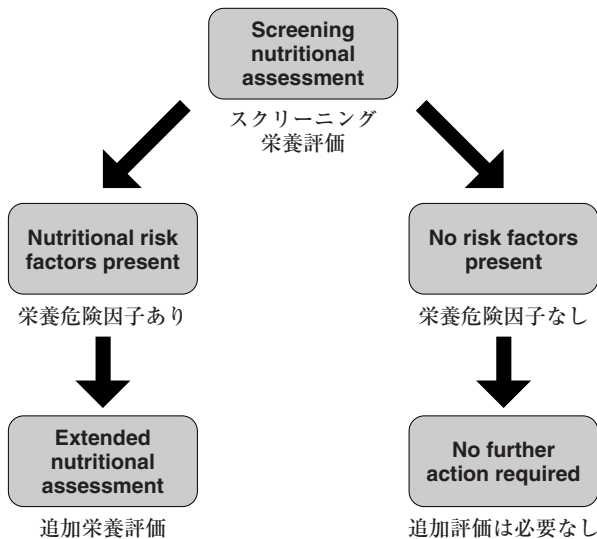 Screening
nutritional
assessment
スクリーニング
栄養評価
Nutritional risk
factors present
栄養危険因子あり
No risk factors
present
栄養危険因子なし
Extended
nutritional
assessment
追加栄養評価
No further
action required
追加評価は必要なし